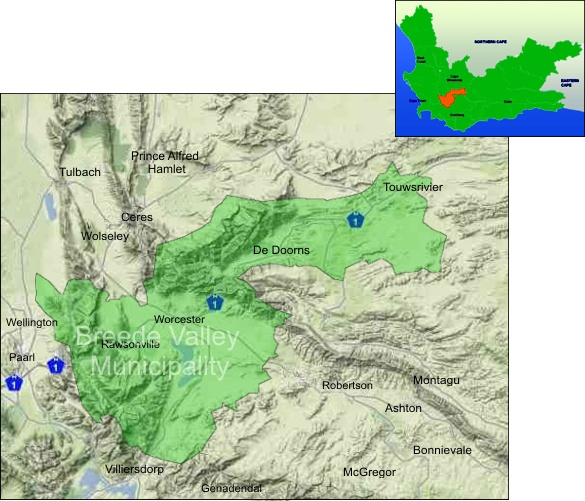 NORTHERN CAPE
EASTERN
CAPE
Prince Alfred
Hamlet
Tulbach
Touwsrivier
Ceres
Wolseley
1
De Doorns
1
Worcester
Wellington
Breede Valley
Rawsonville
Municipality
Paarl
1
1
Robertson
Montagu
Ashton
Bonnievale
Villiersdorp
McGregor
Genadendal